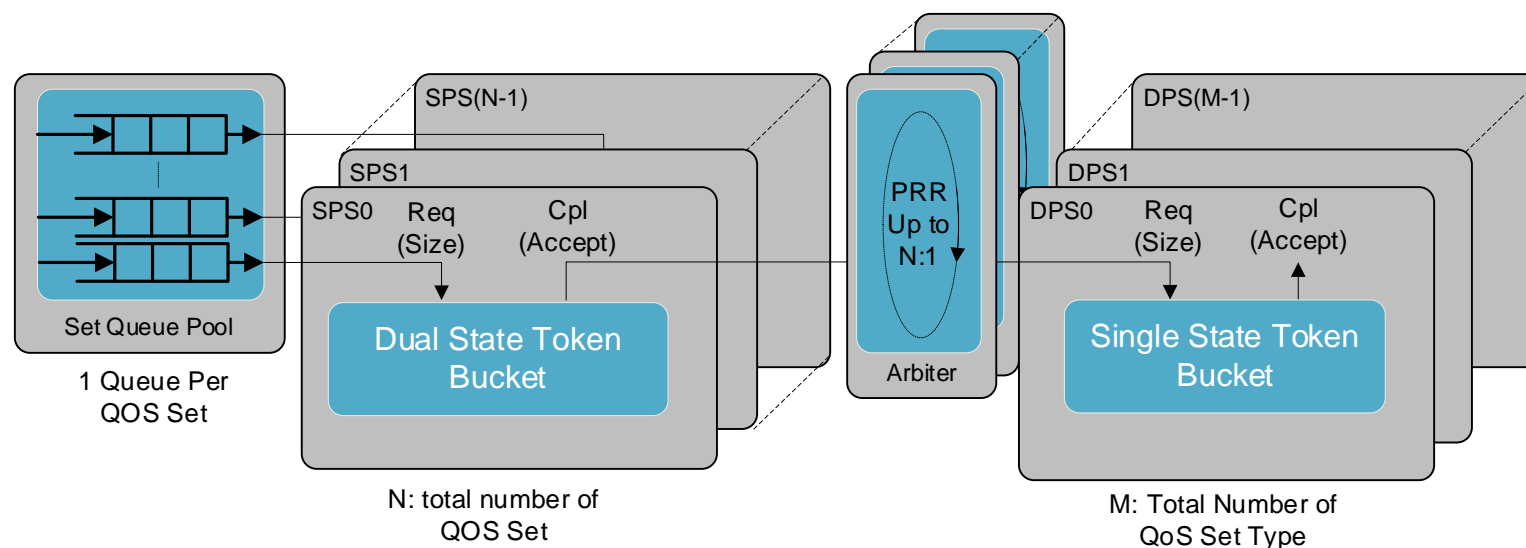 Set Queue Pool
1 Queue Per
QOS Set
SPS(N-1)
SPS1
SPS0
Req
(Size)
Cpl
(Accept)
Dual State Token
Bucket
N: total number of
QOS Set
PRR
Up to
N:1
Arbiter
DPS(M-1)
DPS1
DPS0
Req
(Size)
Cpl
(Accept)
Single State Token
Bucket
M: Total Number of
QoS Set Type